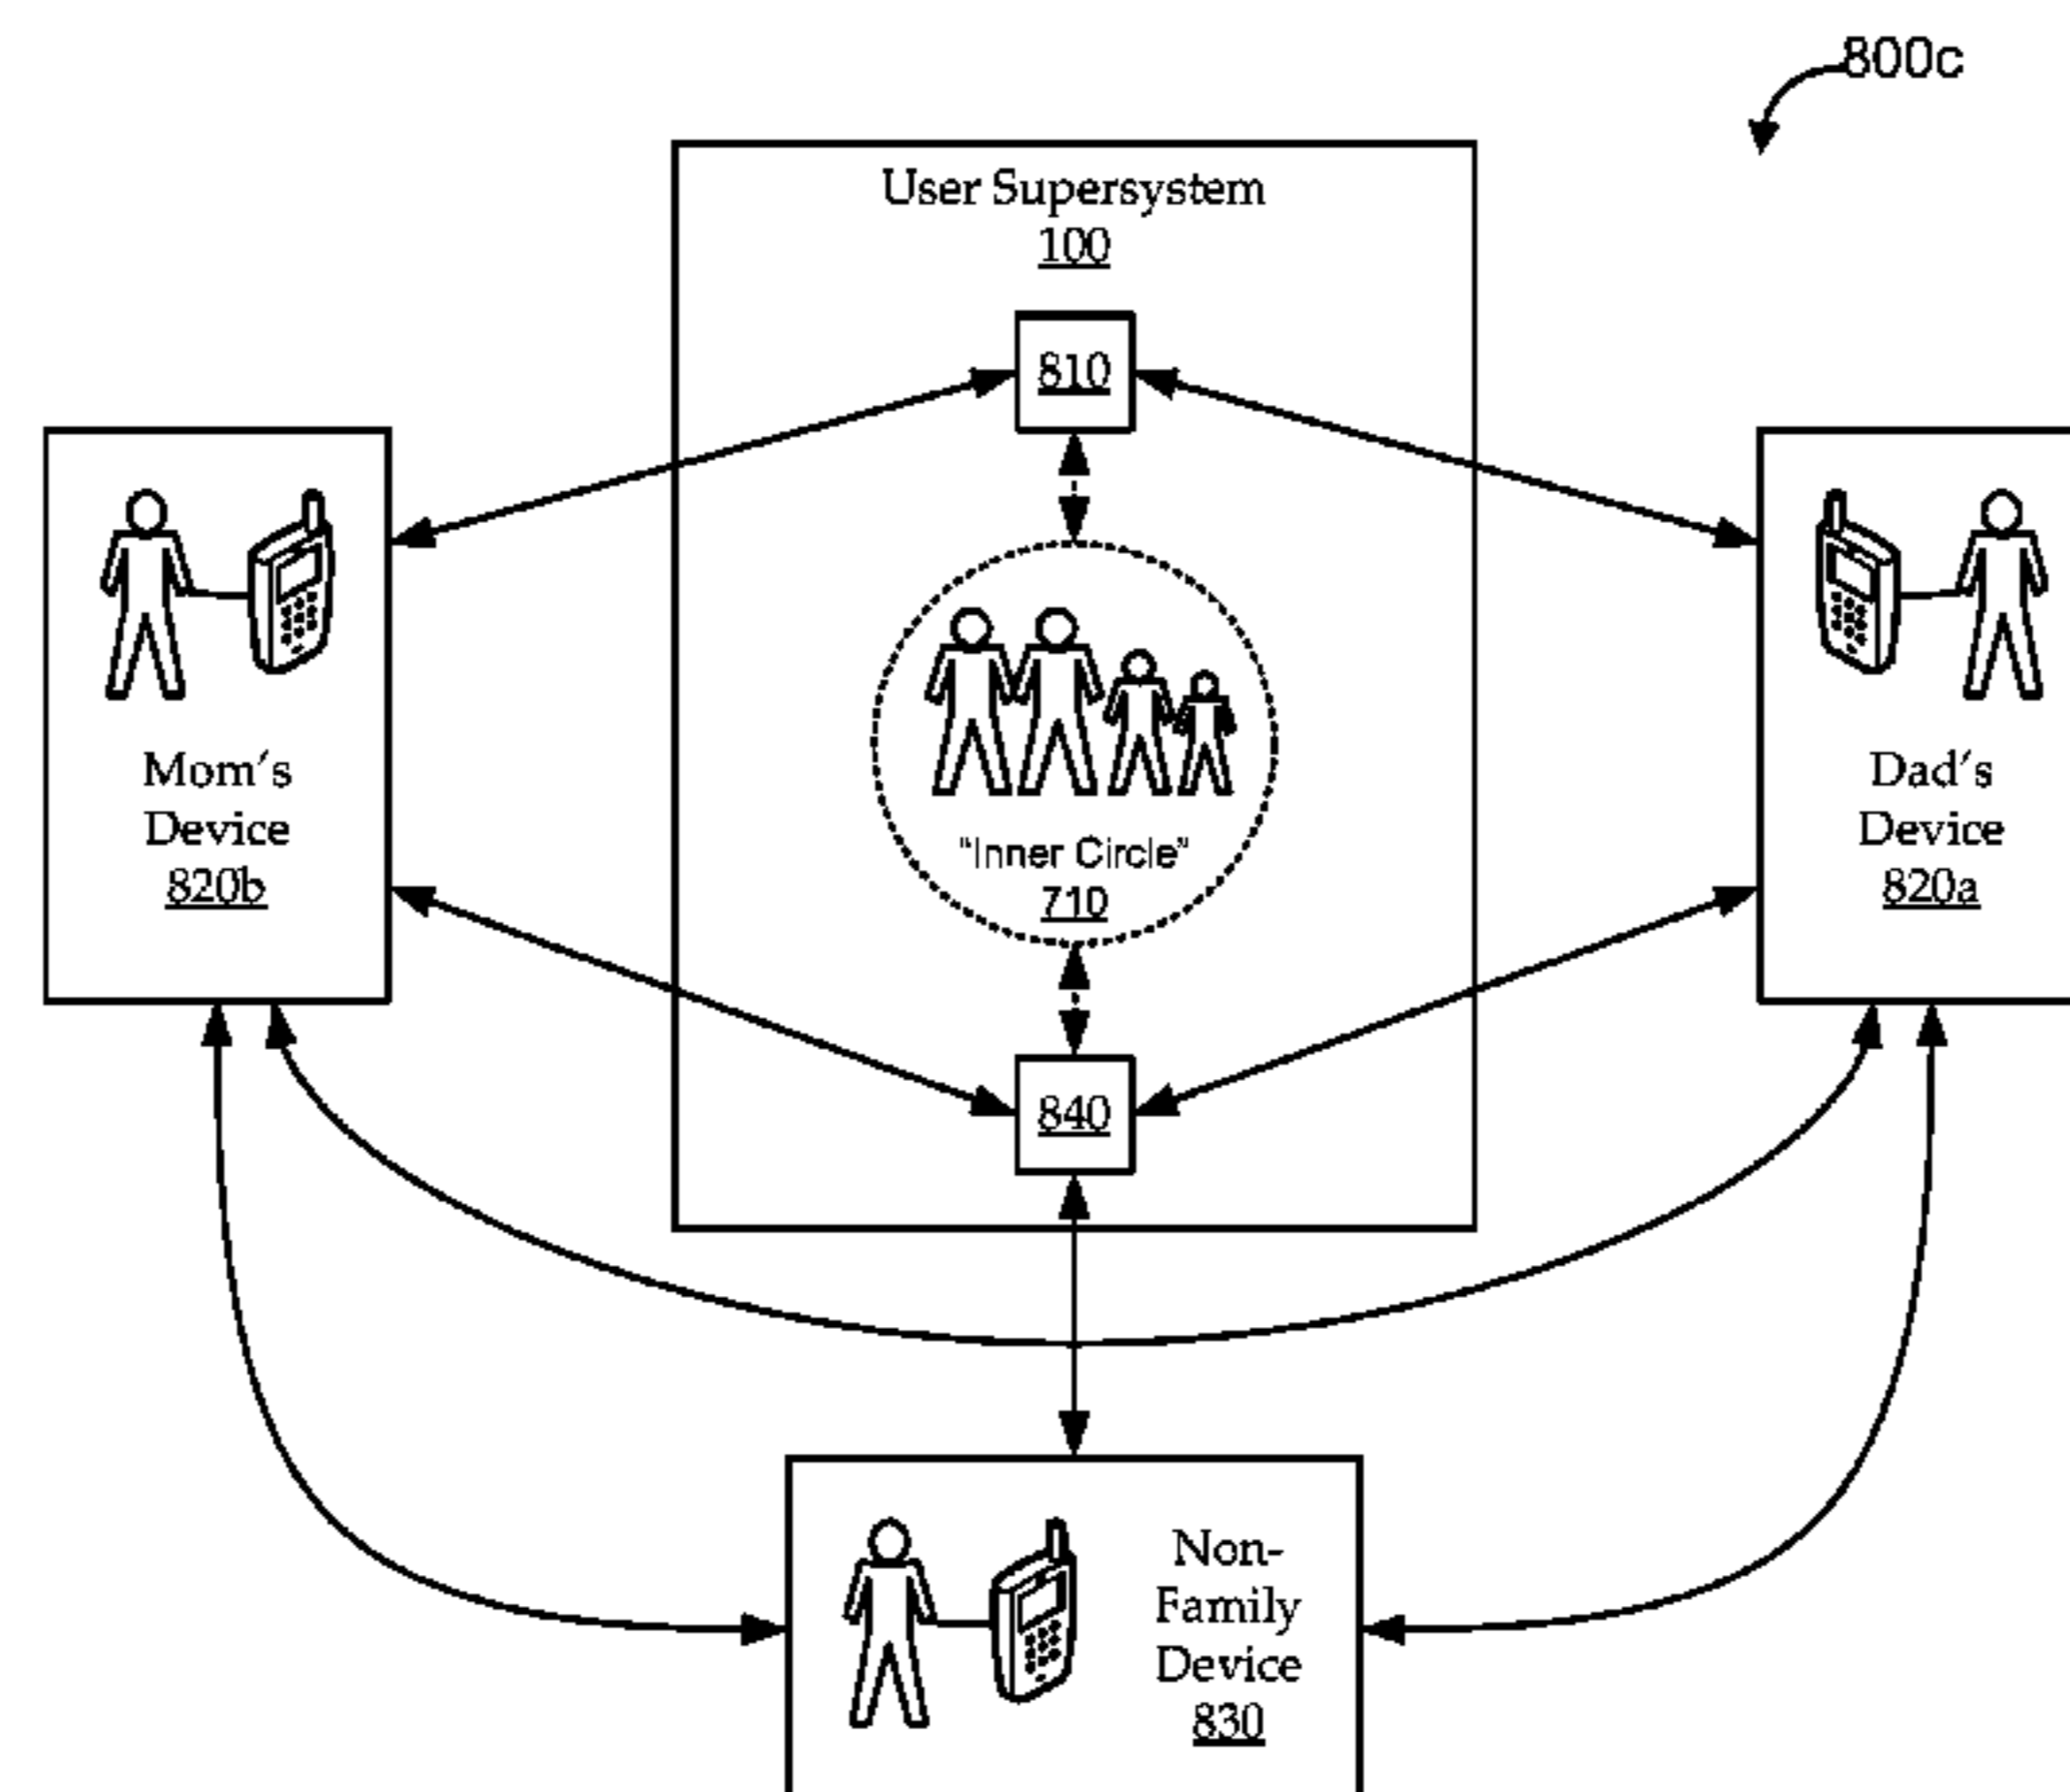 800c
User Supersystem
100
810
Mom's
Device
820b
"Inner Circle"
710
Dad's
Device
820a
840
Non-
Family
Device
830